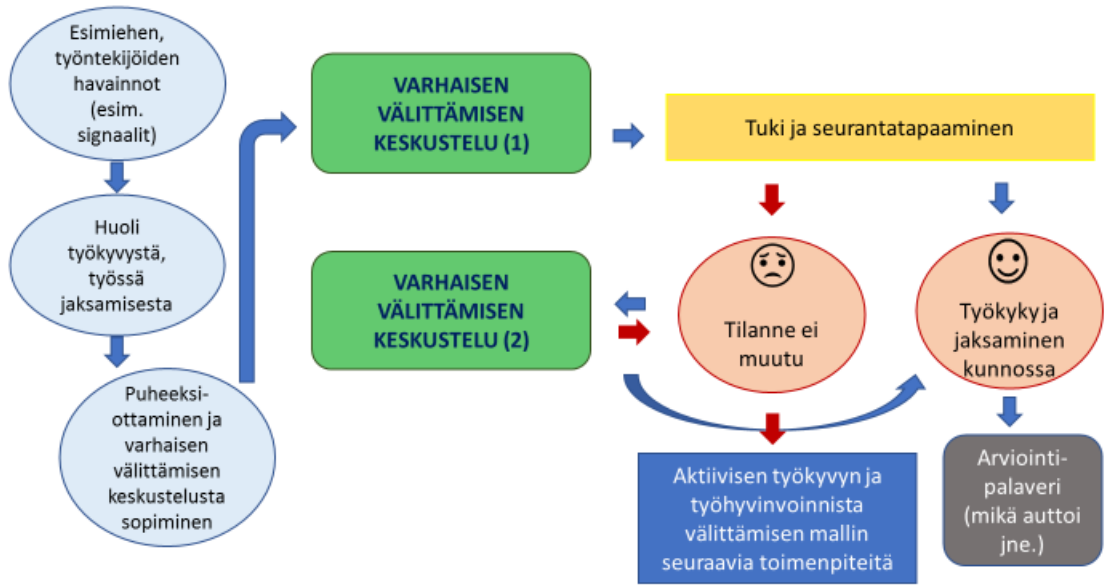 Esimiehen,
työntekijöiden
havainnot
(esim.
signaalit)
Huoli
työkyvystä,
työssä
jaksamisesta
Puheeksi-
ottaminen ja
varhaisen
välittämisen
keskustelusta
sopiminen
VARHAISEN
VÄLITTÄMISEN
KESKUSTELU (1)
Tuki ja seurantatapaaminen
VARHAISEN
VÄLITTÄMISEN
KESKUSTELU (2)
Tilanne ei
muutu
Työkyky ja
jaksaminen
kunnossa
Aktiivisen työkyvyn ja
työhyvinvoinnista
välittämisen mallin
seuraavia toimenpiteitä
Arviointi-
palaveri
(mikä auttoi
jne.)